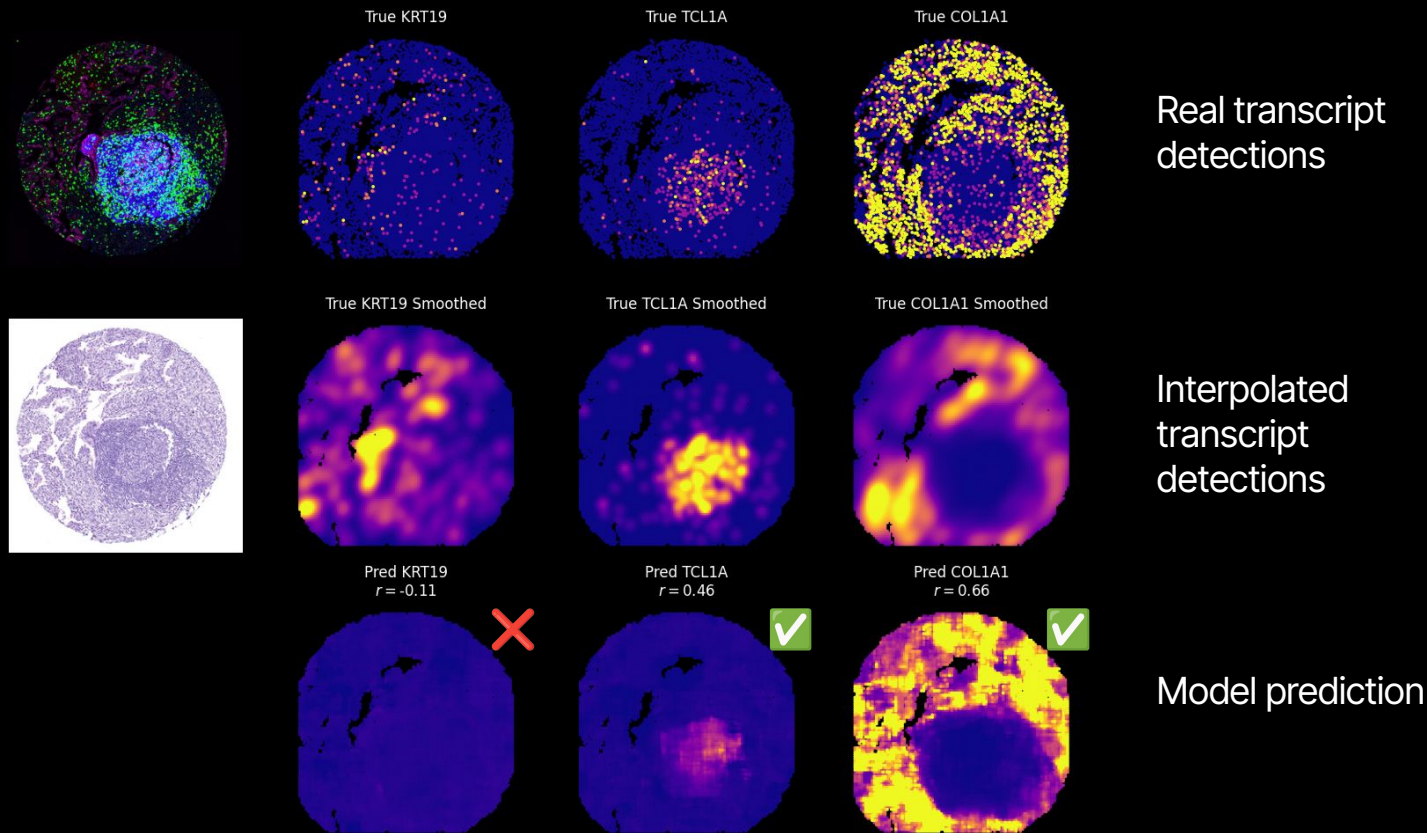 True KRT19
True TCL1A
True COL1A1
Real transcript
detections
True KRT19 Smoothed
True TCL1A Smoothed
True COL1A1 Smoothed
Interpolated
transcript
detections
Pred KRT19
r = -0.11
Pred TCL1A
r = 0.46
Pred COL1A1
r = 0.66
Model prediction